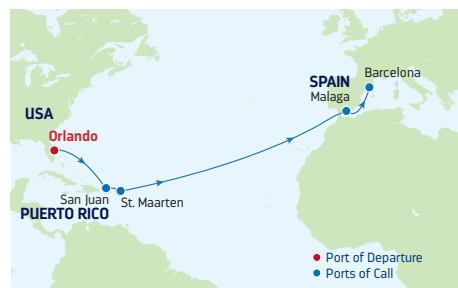 SPAIN
Barcelona
Malaga
USA
Orlando
San Juan
St. Maarten
PUERTO RICO
Port of Departure
Ports of Call